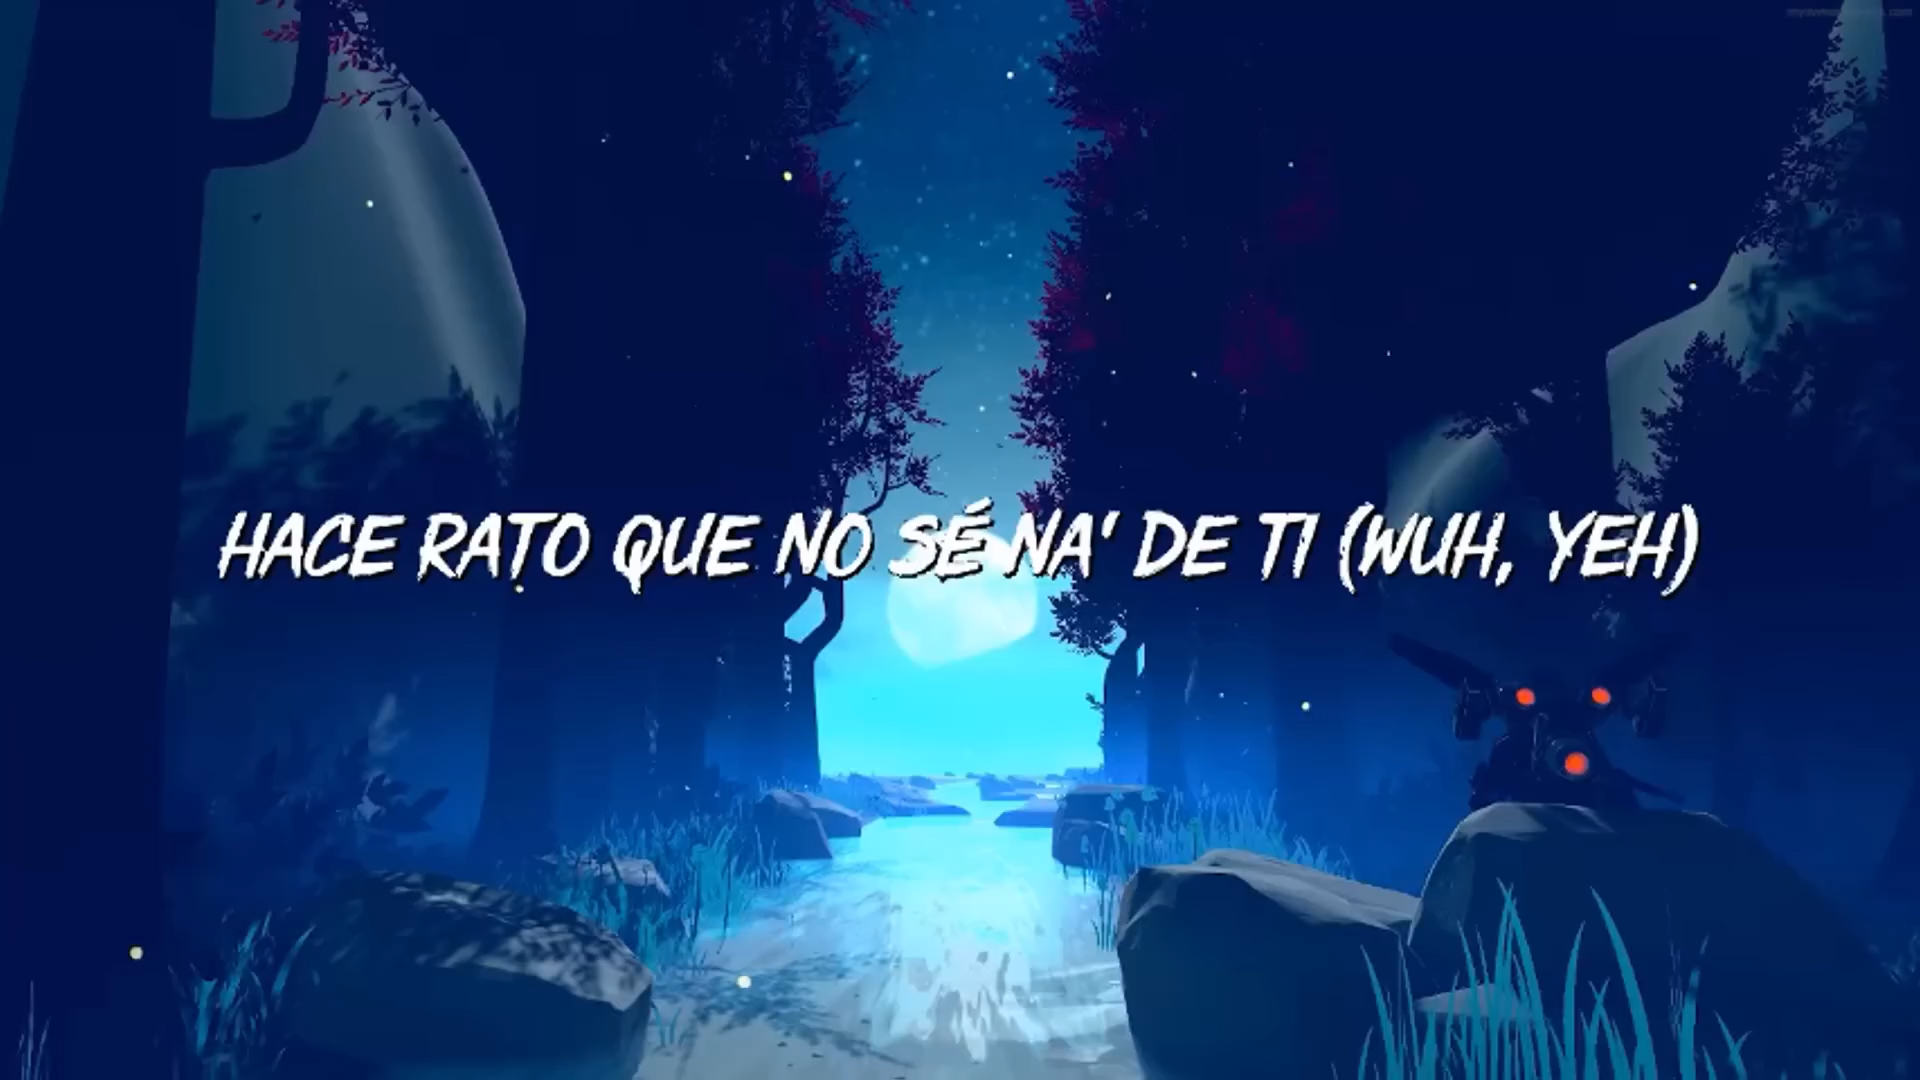 HACE RATO QUE NO SÉ NA' DE TI (WUH, YEH)